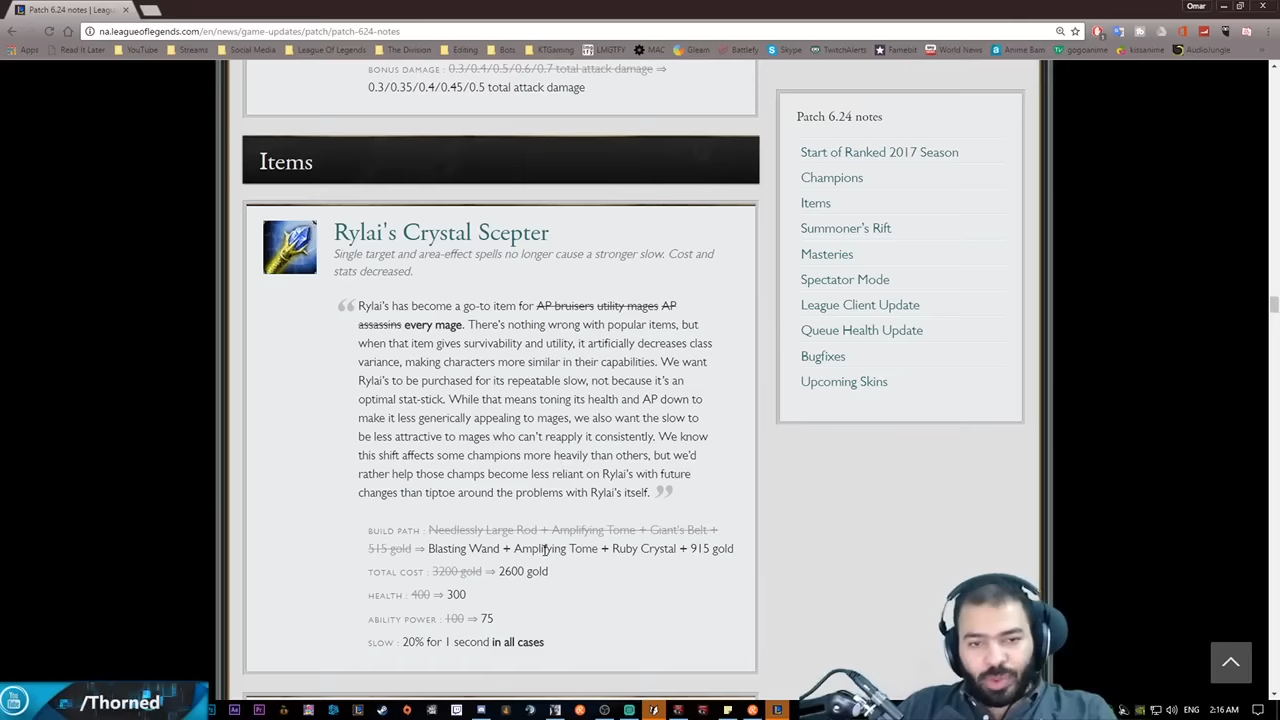 Patch 6.24 notes | Leagu
Omar
na.leagueoflegends.com/en/news/game-updates/patch/patch-624-notes
Apps Read It Later YouTube Streams Social Media League Of Legends The Division Editing Bots KTGaming LMGTFY MAC Gleam Battlefy Skype TwitchAlerts Famebit World News Anime Bam gogoanime kissanime AudioJungle
BONUS DAMAGE : 0.3/0.4/0.5/0.6/0.7 total attack damage ⇒
0.3/0.35/0.4/0.45/0.5 total attack damage
Items
Rylai's Crystal Scepter
Single target and area-effect spells no longer cause a stronger slow. Cost and
stats decreased.
Rylai's has become a go-to item for AP bruisers utility mages AP
assassins every mage. There's nothing wrong with popular items, but
when that item gives survivability and utility, it artificially decreases class
variance, making characters more similar in their capabilities. We want
Rylai's to be purchased for its repeatable slow, not because it's an
optimal stat-stick. While that means toning its health and AP down to
make it less generically appealing to mages, we also want the slow to
be less attractive to mages who can't reapply it consistently. We know
this shift affects some champions more heavily than others, but we'd
rather help those champs become less reliant on Rylai's with future
changes than tiptoe around the problems with Rylai's itself.
BUILD PATH : Needlessly Large Rod + Amplifying Tome + Giant's Belt +
515 gold ⇒ Blasting Wand + Amplifying Tome + Ruby Crystal + 915 gold
TOTAL COST : 3200 gold ⇒ 2600 gold
HEALTH : 400 ⇒ 300
ABILITY POWER : 100 ⇒ 75
SLOW : 20% for 1 second in all cases
Patch 6.24 notes
Start of Ranked 2017 Season
Champions
Items
Summoner's Rift
Masteries
Spectator Mode
League Client Update
Queue Health Update
Bugfixes
Upcoming Skins
You Tube /Thorned
2:16 AM